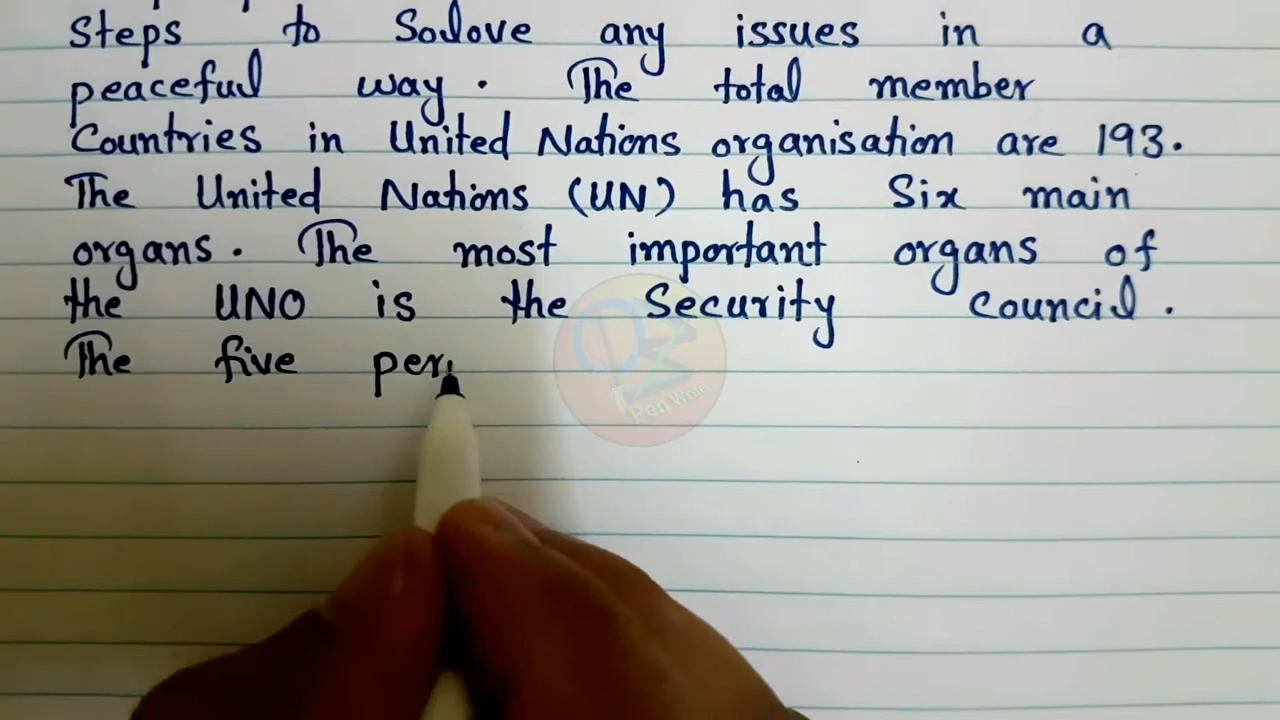 Steps to Solove any issues in a
peaceful way. The total member
Countries in United Nations organisation are 193.
The United Nations (UN) has Six main
organs. The most important organs of
the UNO is the Security Council.
The five per
Pen Write